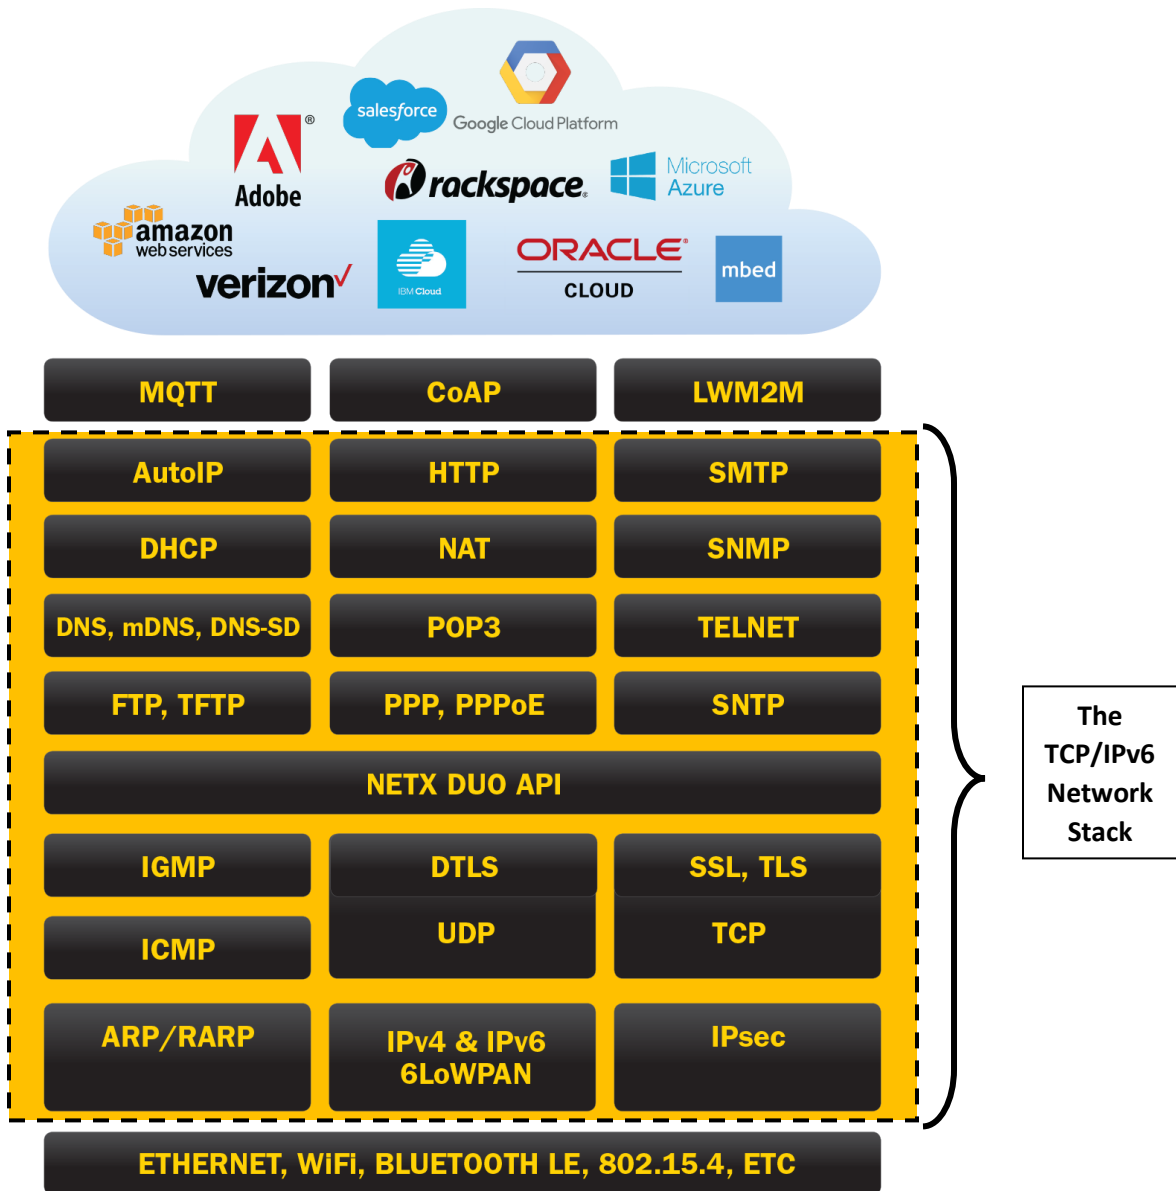 salesforce
Google Cloud Platform
®
Adobe
rackspace®
Microsoft
Azure
amazon
web services
verizon
IBM Cloud
ORACLE®
CLOUD
mbed
MQTT
CoAP
LWM2M
AutoIP
HTTP
SMTP
DHCP
NAT
SNMP
DNS, mDNS, DNS-SD
POP3
TELNET
FTP, TFTP
PPP, PPPoE
SNTP
NETX DUO API
IGMP
DTLS
SSL, TLS
ICMP
UDP
TCP
ARP/RARP
IPv4 & IPv6
6LoWPAN
IPsec
ETHERNET, WiFi, BLUETOOTH LE, 802.15.4, ETC
The
TCP/IPv6
Network
Stack